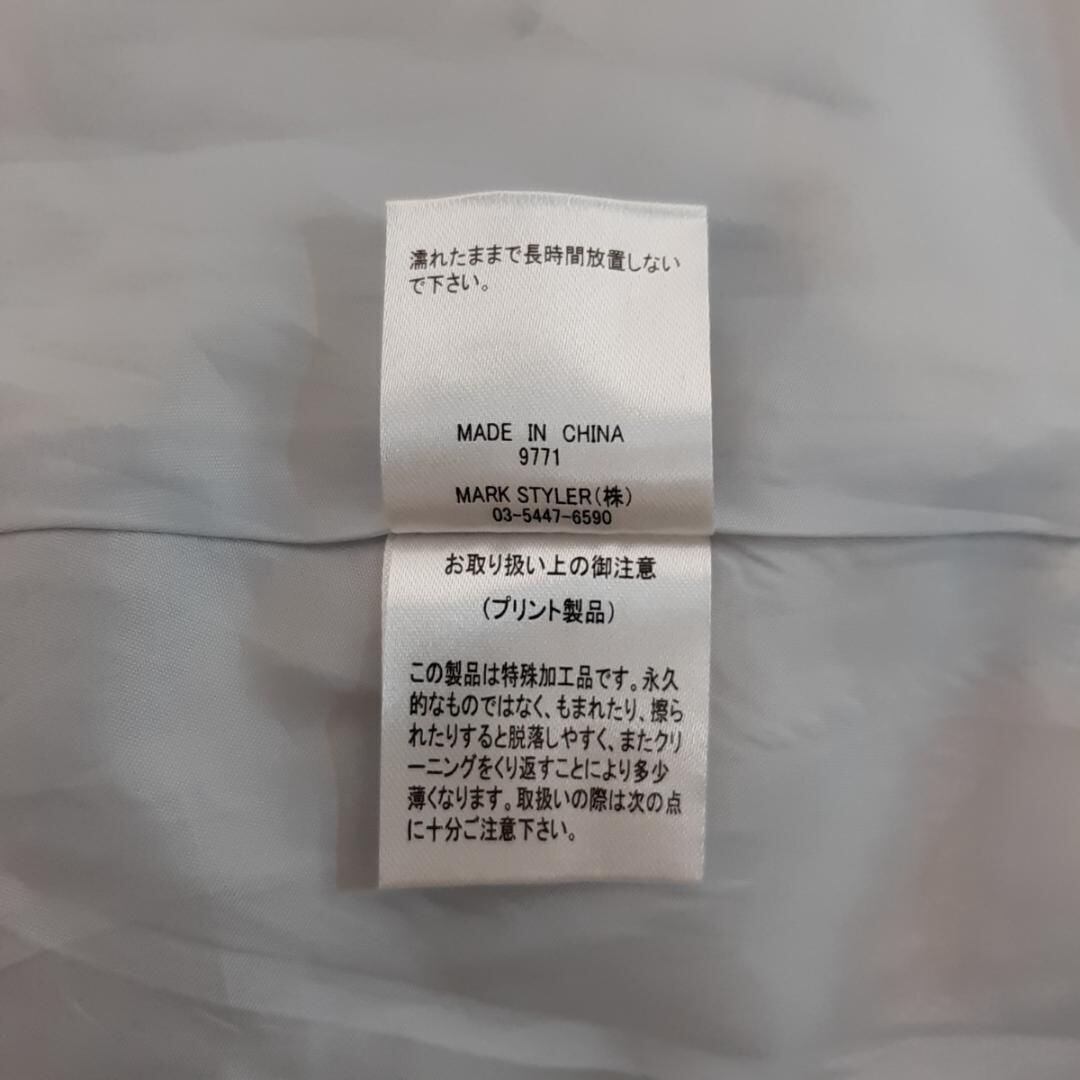 濡れたままで長時間放置しない
で下さい。
MADE IN CHINA
9771
MARK STYLER(株)
03-5447-6590
お取り扱い上の御注意
(プリント製品)
この製品は特殊加工品です。永久
的なものではなく、もまれたり、擦ら
れたりすると脱落しやすく、またクリ
ーニングをくり返すことにより多少
薄くなります。取扱いの際は次の点
に十分ご注意下さい。